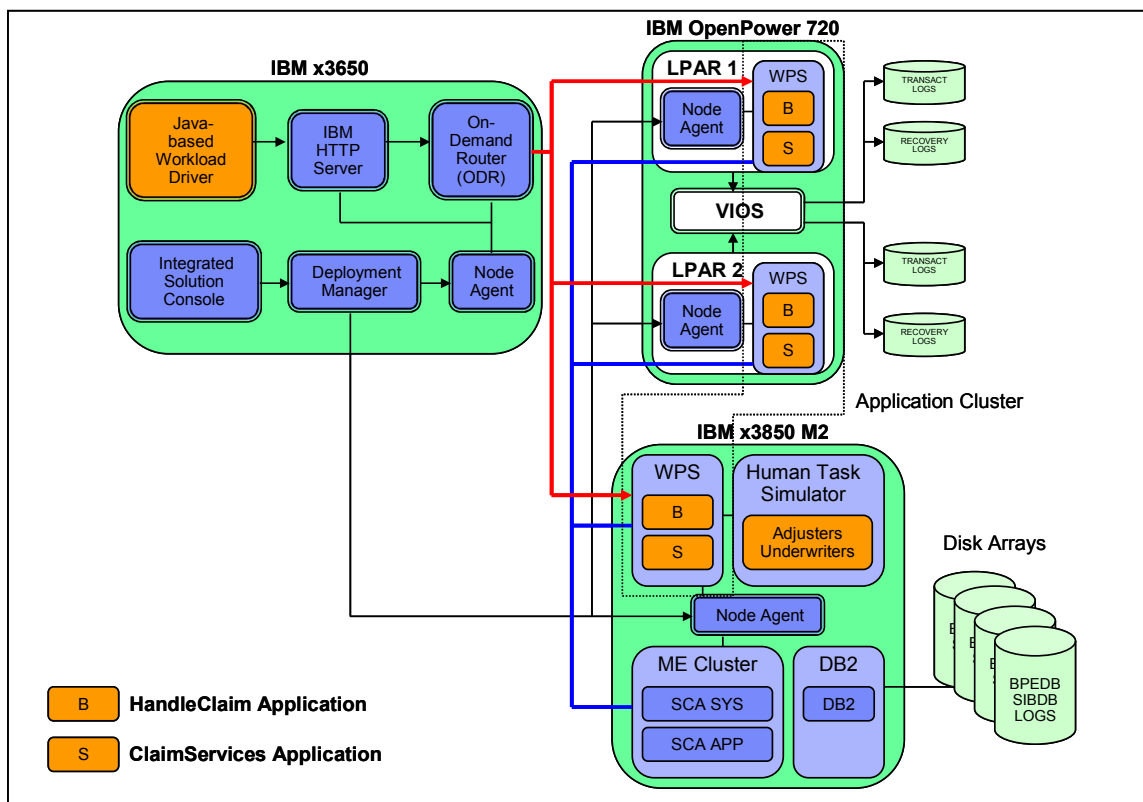 IBM OpenPower 720
IBM x3650
LPAR 1
WPS
Node
Agent
B
S
Java-
based
Workload
Driver
IBM
HTTP
Server
On-
Demand
Router
(ODR)
TRANSACT
LOGS
RECOVERY
LOGS
VIOS
Integrated
Solution
Console
Deployment
Manager
Node
Agent
LPAR 2
WPS
Node
Agent
B
S
TRANSACT
LOGS
RECOVERY
LOGS
Application Cluster
IBM x3850 M2
WPS
B
S
Human Task
Simulator
Adjusters
Underwriters
Disk Arrays
Node Agent
ME Cluster
SCA SYS
SCA APP
DB2
DB2
BPEDB
SIBDB
LOGS
B HandleClaim Application
S ClaimServices Application